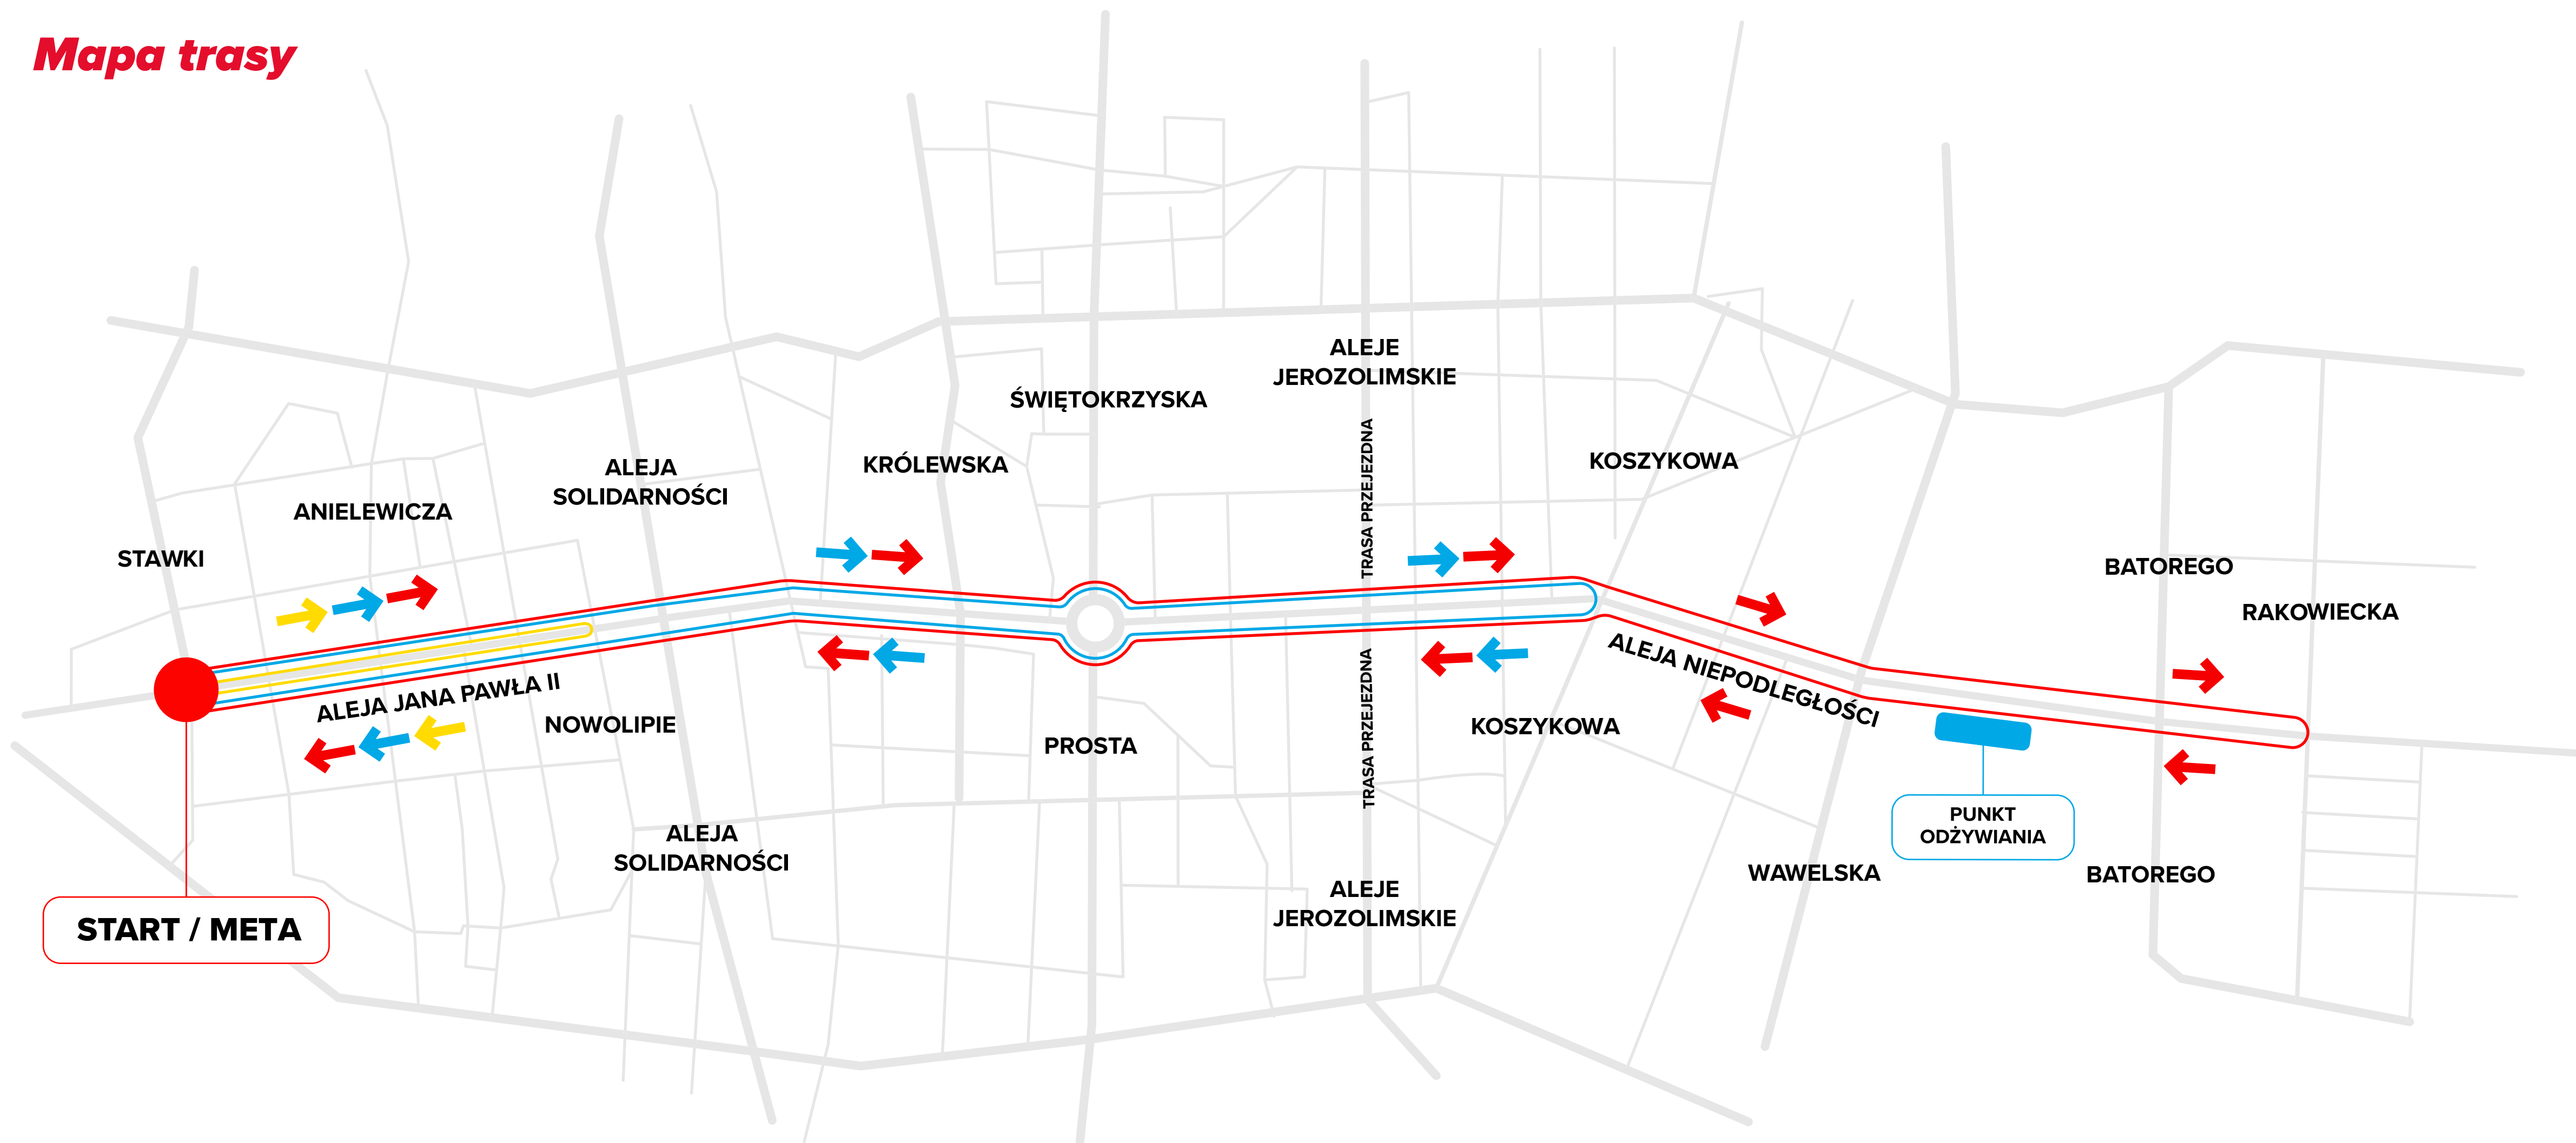 Mapa trasy
ALEJE
JEROZOLIMSKIE
ŚWIĘTOKRZYSKA
KRÓLEWSKA
KOSZYKOWA
ALEJA
SOLIDARNOŚCI
ANIELEWICZA
STAWKI
TRASA PRZEJEZDNA
BATOREGO
RAKOWIECKA
ALEJA JANA PAWŁA II
ALEJA NIEPODLEGŁOŚCI
NOWOLIPIE
PROSTA
TRASA PRZEJEZDNA
KOSZYKOWA
PUNKT
ODŻYWIANIA
ALEJA
SOLIDARNOŚCI
WAWELSKA
BATOREGO
ALEJE
JEROZOLIMSKIE
START / META